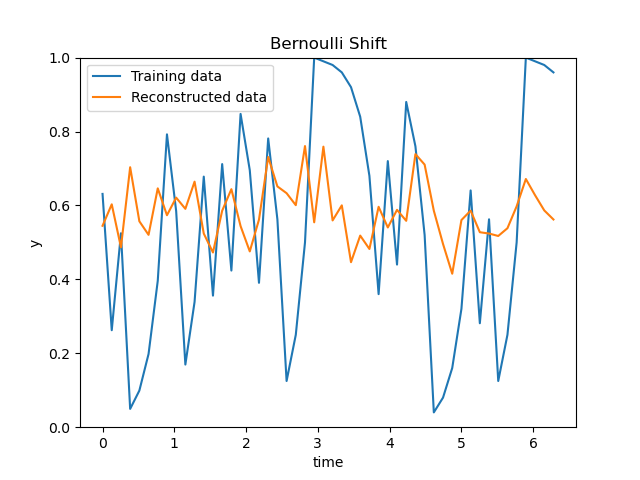 Bernoulli Shift
Training data
Reconstructed data
y
1.0
0.8
0.6
0.4
0.2
0.0
0 1 2 3 4 5 6
time